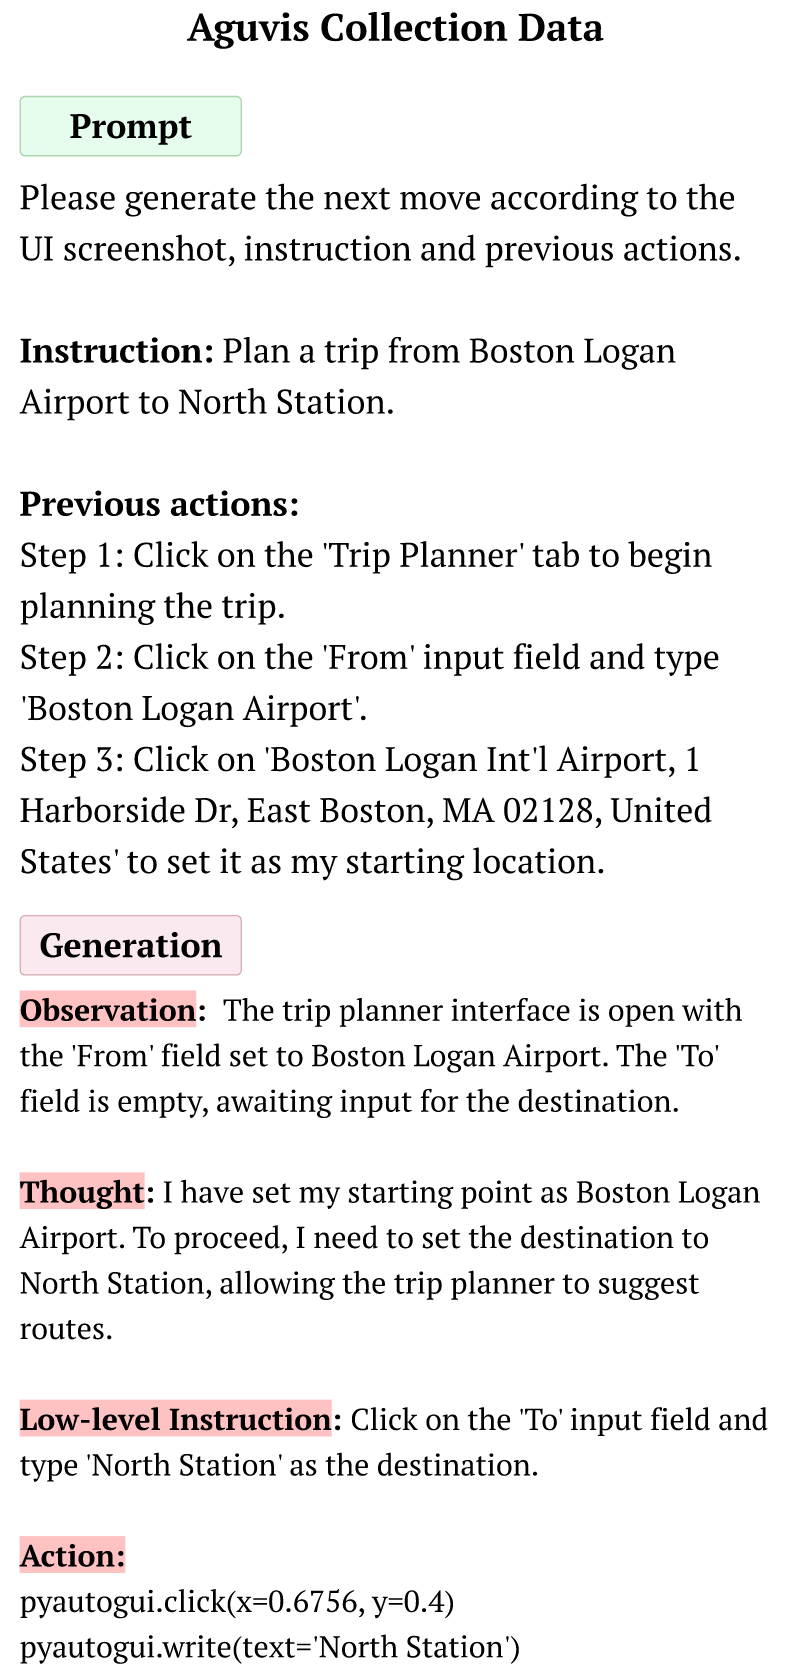 Aguvis Collection Data
Prompt
Please generate the next move according to the
UI screenshot, instruction and previous actions.
Instruction: Plan a trip from Boston Logan
Airport to North Station.
Previous actions:
Step 1: Click on the 'Trip Planner' tab to begin
planning the trip.
Step 2: Click on the 'From' input field and type
'Boston Logan Airport'.
Step 3: Click on 'Boston Logan Int'l Airport, 1
Harborside Dr, East Boston, MA 02128, United
States' to set it as my starting location.
Generation
Observation: The trip planner interface is open with
the 'From' field set to Boston Logan Airport. The 'To'
field is empty, awaiting input for the destination.
Thought: I have set my starting point as Boston Logan
Airport. To proceed, I need to set the destination to
North Station, allowing the trip planner to suggest
routes.
Low-level Instruction: Click on the 'To' input field and
type 'North Station' as the destination.
Action:
pyautogui.click(x=0.6756, y=0.4)
pyautogui.write(text='North Station')